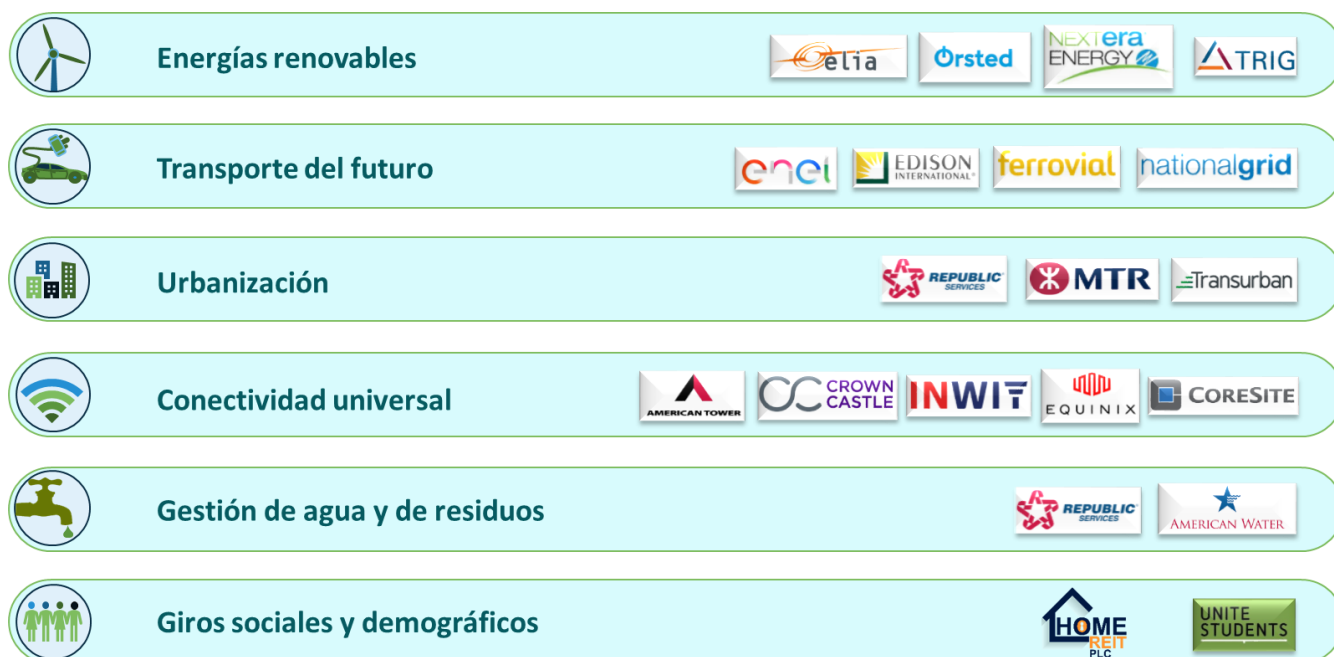 Energías renovables
elia
Ørsted
NEXTera
ENERGY
TRIG
Transporte del futuro
enel
EDISON
INTERNATIONAL®
ferrovial
nationalgrid
Urbanización
REPUBLIC
SERVICES
MTR
Transurban
Conectividad universal
AMERICAN TOWER
CROWN
CASTLE
INWIT
EQUINIX
CORESITE
Gestión de agua y de residuos
REPUBLIC
SERVICES
AMERICAN WATER
Giros sociales y demográficos
HOME
REIT
PLC
UNITE
STUDENTS